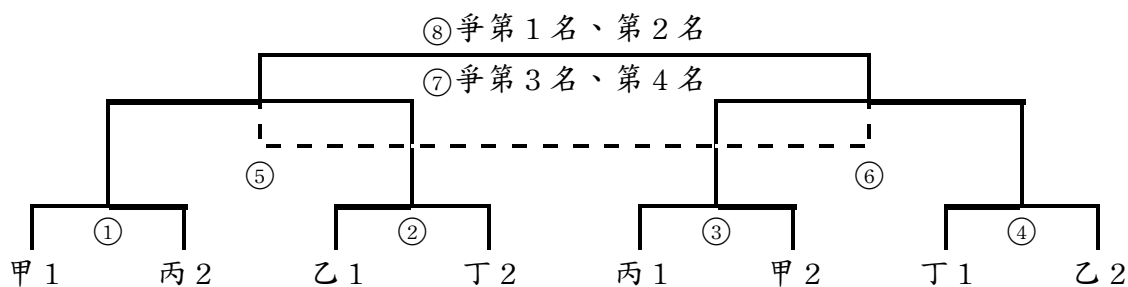 ⑧爭第1名、第2名
⑦爭第3名、第4名
⑤ ⑥
① ② ③ ④
甲1 丙2 乙1 丁2 丙1 甲2 丁1 乙2